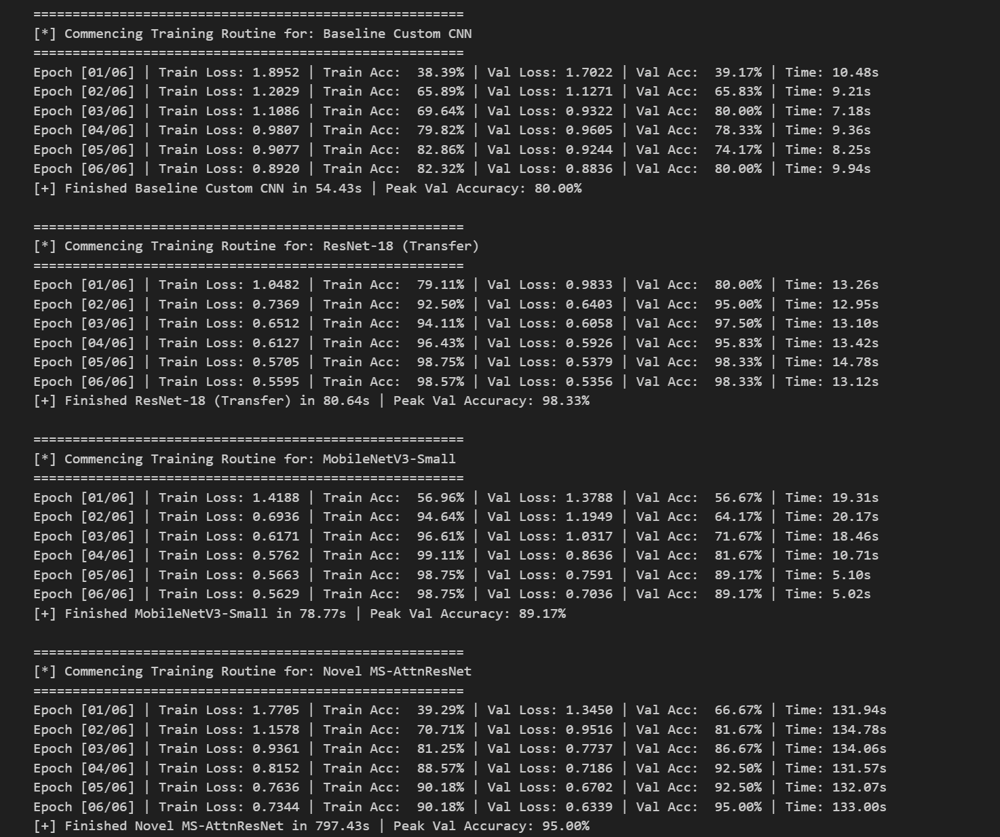 =======================================================
[*] Commencing Training Routine for: Baseline Custom CNN
=======================================================
Epoch [01/06] | Train Loss: 1.8952 | Train Acc:  38.39% | Val Loss: 1.7022 | Val Acc:  39.17% | Time: 10.48s
Epoch [02/06] | Train Loss: 1.2029 | Train Acc:  65.89% | Val Loss: 1.1271 | Val Acc:  65.83% | Time: 9.21s
Epoch [03/06] | Train Loss: 1.1086 | Train Acc:  69.64% | Val Loss: 0.9322 | Val Acc:  80.00% | Time: 7.18s
Epoch [04/06] | Train Loss: 0.9807 | Train Acc:  79.82% | Val Loss: 0.9605 | Val Acc:  78.33% | Time: 9.36s
Epoch [05/06] | Train Loss: 0.9077 | Train Acc:  82.86% | Val Loss: 0.9244 | Val Acc:  74.17% | Time: 8.25s
Epoch [06/06] | Train Loss: 0.8920 | Train Acc:  82.32% | Val Loss: 0.8836 | Val Acc:  80.00% | Time: 9.94s
[+] Finished Baseline Custom CNN in 54.43s | Peak Val Accuracy: 80.00%

=======================================================
[*] Commencing Training Routine for: ResNet-18 (Transfer)
=======================================================
Epoch [01/06] | Train Loss: 1.0482 | Train Acc:  79.11% | Val Loss: 0.9833 | Val Acc:  80.00% | Time: 13.26s
Epoch [02/06] | Train Loss: 0.7369 | Train Acc:  92.50% | Val Loss: 0.6403 | Val Acc:  95.00% | Time: 12.95s
Epoch [03/06] | Train Loss: 0.6512 | Train Acc:  94.11% | Val Loss: 0.6058 | Val Acc:  97.50% | Time: 13.10s
Epoch [04/06] | Train Loss: 0.6127 | Train Acc:  96.43% | Val Loss: 0.5926 | Val Acc:  95.83% | Time: 13.42s
Epoch [05/06] | Train Loss: 0.5705 | Train Acc:  98.75% | Val Loss: 0.5379 | Val Acc:  98.33% | Time: 14.78s
Epoch [06/06] | Train Loss: 0.5595 | Train Acc:  98.57% | Val Loss: 0.5356 | Val Acc:  98.33% | Time: 13.12s
[+] Finished ResNet-18 (Transfer) in 80.64s | Peak Val Accuracy: 98.33%

=======================================================
[*] Commencing Training Routine for: MobileNetV3-Small
=======================================================
Epoch [01/06] | Train Loss: 1.4188 | Train Acc:  56.96% | Val Loss: 1.3788 | Val Acc:  56.67% | Time: 19.31s
Epoch [02/06] | Train Loss: 0.6936 | Train Acc:  94.64% | Val Loss: 1.1949 | Val Acc:  64.17% | Time: 20.17s
Epoch [03/06] | Train Loss: 0.6171 | Train Acc:  96.61% | Val Loss: 1.0317 | Val Acc:  71.67% | Time: 18.46s
Epoch [04/06] | Train Loss: 0.5762 | Train Acc:  99.11% | Val Loss: 0.8636 | Val Acc:  81.67% | Time: 10.71s
Epoch [05/06] | Train Loss: 0.5663 | Train Acc:  98.75% | Val Loss: 0.7591 | Val Acc:  89.17% | Time: 5.10s
Epoch [06/06] | Train Loss: 0.5629 | Train Acc:  98.75% | Val Loss: 0.7036 | Val Acc:  89.17% | Time: 5.02s
[+] Finished MobileNetV3-Small in 78.77s | Peak Val Accuracy: 89.17%

=======================================================
[*] Commencing Training Routine for: Novel MS-AttnResNet
=======================================================
Epoch [01/06] | Train Loss: 1.7705 | Train Acc:  39.29% | Val Loss: 1.3450 | Val Acc:  66.67% | Time: 131.94s
Epoch [02/06] | Train Loss: 1.1578 | Train Acc:  70.71% | Val Loss: 0.9516 | Val Acc:  81.67% | Time: 134.78s
Epoch [03/06] | Train Loss: 0.9361 | Train Acc:  81.25% | Val Loss: 0.7737 | Val Acc:  86.67% | Time: 134.06s
Epoch [04/06] | Train Loss: 0.8152 | Train Acc:  88.57% | Val Loss: 0.7186 | Val Acc:  92.50% | Time: 131.57s
Epoch [05/06] | Train Loss: 0.7636 | Train Acc:  90.18% | Val Loss: 0.6702 | Val Acc:  92.50% | Time: 132.07s
Epoch [06/06] | Train Loss: 0.7344 | Train Acc:  90.18% | Val Loss: 0.6339 | Val Acc:  95.00% | Time: 133.00s
[+] Finished Novel MS-AttnResNet in 797.43s | Peak Val Accuracy: 95.00%